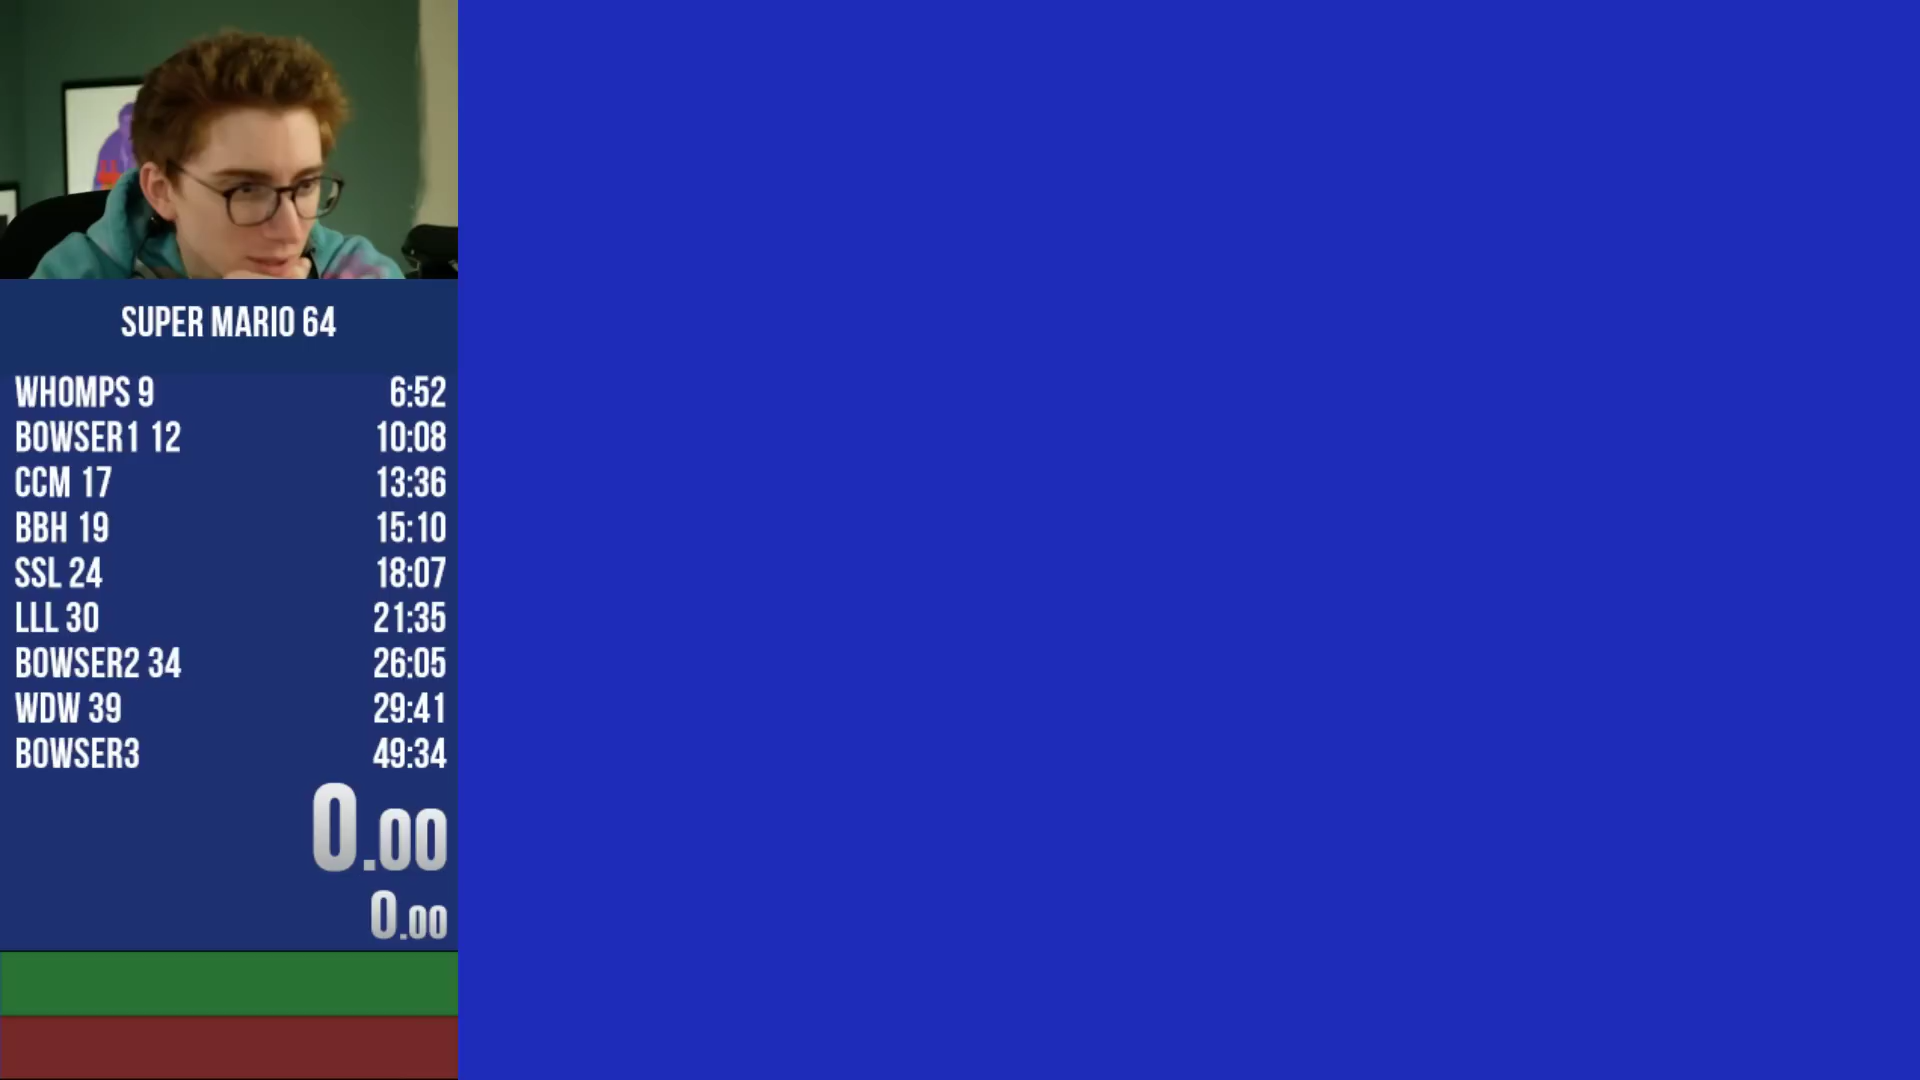 SUPER MARIO 64
WHOMPS 9 6:52
BOWSER1 12 10:08
CCM 17 13:36
BBH 19 15:10
SSL 24 18:07
LLL 30 21:35
BOWSER2 34 26:05
WDW 39 29:41
BOWSER3 49:34
0.00
0.00